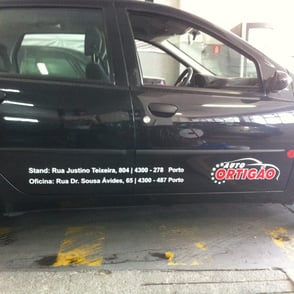 AUTO
ORTIGÃO
Stand: Rua Justino Teixeira, 804 | 4300 - 278 Porto
Oficina: Rua Dr. Sousa Ávides, 65 | 4300 - 487 Porto